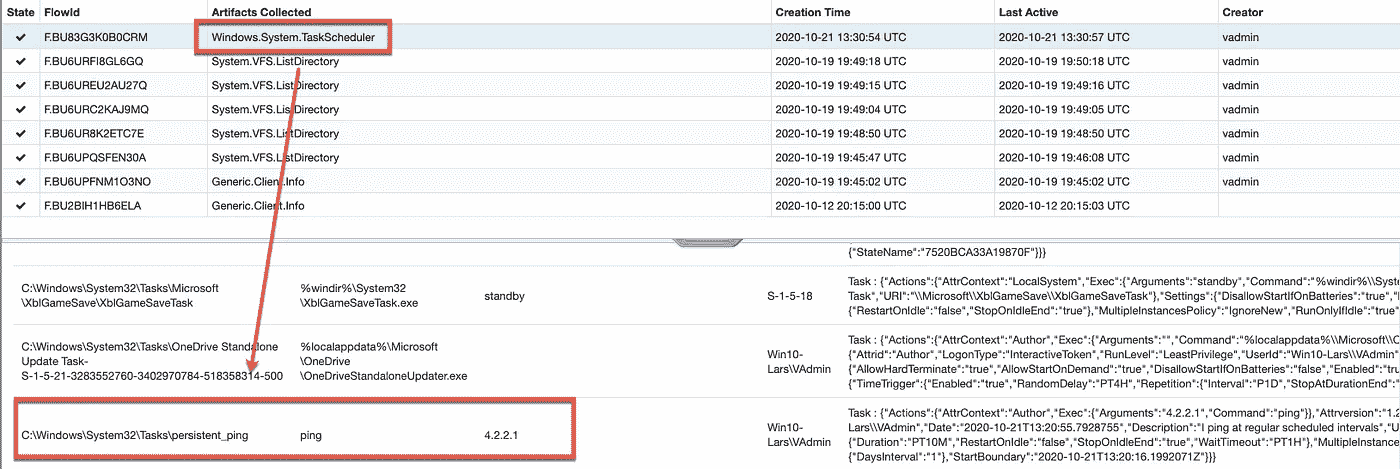 State FlowId Artifacts Collected Creation Time Last Active Creator
F.BU83G3K0B0CRM Windows.System.TaskScheduler 2020-10-21 13:30:54 UTC 2020-10-21 13:30:57 UTC vadmin
F.BU6URFI8GL6GQ System.VFS.ListDirectory 2020-10-19 19:49:18 UTC 2020-10-19 19:50:18 UTC vadmin
F.BU6UREU2AU27Q System.VFS.ListDirectory 2020-10-19 19:49:15 UTC 2020-10-19 19:49:16 UTC vadmin
F.BU6URC2KAJ9MQ System.VFS.ListDirectory 2020-10-19 19:49:04 UTC 2020-10-19 19:49:05 UTC vadmin
F.BU6UR8K2ETC7E System.VFS.ListDirectory 2020-10-19 19:48:50 UTC 2020-10-19 19:48:50 UTC vadmin
F.BU6UPQSFEN30A System.VFS.ListDirectory 2020-10-19 19:45:47 UTC 2020-10-19 19:46:08 UTC vadmin
F.BU6UPFNM1O3NO Generic.Client.Info 2020-10-19 19:45:02 UTC 2020-10-19 19:45:02 UTC vadmin
F.BU2BIH1HB6ELA Generic.Client.Info 2020-10-12 20:15:00 UTC 2020-10-12 20:15:03 UTC
{"StateName":"7520BCA33A19870F"}}}
C:\Windows\System32\Tasks\Microsoft
\XblGameSave\XblGameSaveTask
%windir%\System32
\XblGameSaveTask.exe
standby
S-1-5-18
Task : {"Actions":{"AttrContext":"LocalSystem","Exec":{"Arguments":"standby","Command":"%windir%\\Sys
Task","URI":"\\Microsoft\\XblGameSave\\XblGameSaveTask"},"Settings":{"DisallowStartIfOnBatteries":"true","
{"RestartOnIdle":"false","StopOnIdleEnd":"true"},"MultipleInstancesPolicy":"IgnoreNew","RunOnlyIfIdle":"true"
C:\Windows\System32\Tasks\OneDrive Standalone
Update Task-
S-1-5-21-3283552760-3402970784-518358314-500
%localappdata%\Microsoft
\OneDrive
\OneDriveStandaloneUpdater.exe
Win10-
Lars\\VAdmin
Task : {"Actions":{"AttrContext":"Author","Exec":{"Arguments":"","Command":"%localappdata%\\Microsoft\\O
{"Attrid":"Author","LogonType":"InteractiveToken","RunLevel":"LeastPrivilege","UserId":"Win10-Lars\\VAdmin"
{"AllowHardTerminate":"true","AllowStartOnDemand":"true","DisallowStartIfOnBatteries":"false","Enabled":"tru
{"TimeTrigger":{"Enabled":"true","RandomDelay":"PT4H","Repetition":{"Interval":"P1D","StopAtDurationEnd":"
C:\Windows\System32\Tasks\persistent_ping
ping
4.2.2.1
Win10-
Lars\\VAdmin
Task : {"Actions":{"AttrContext":"Author","Exec":{"Arguments":"4.2.2.1","Command":"ping"}},"Attrversion":"1.2
Lars\\VAdmin","Date":"2020-10-21T13:20:55.7928755","Description":"I ping at regular scheduled intervals","U
{"Duration":"PT10M","RestartOnIdle":"false","StopOnIdleEnd":"true","WaitTimeout":"PT1H"},"MultipleInstanc
{"DaysInterval":"1"},"StartBoundary":"2020-10-21T13:20:16.1992071Z"}}}